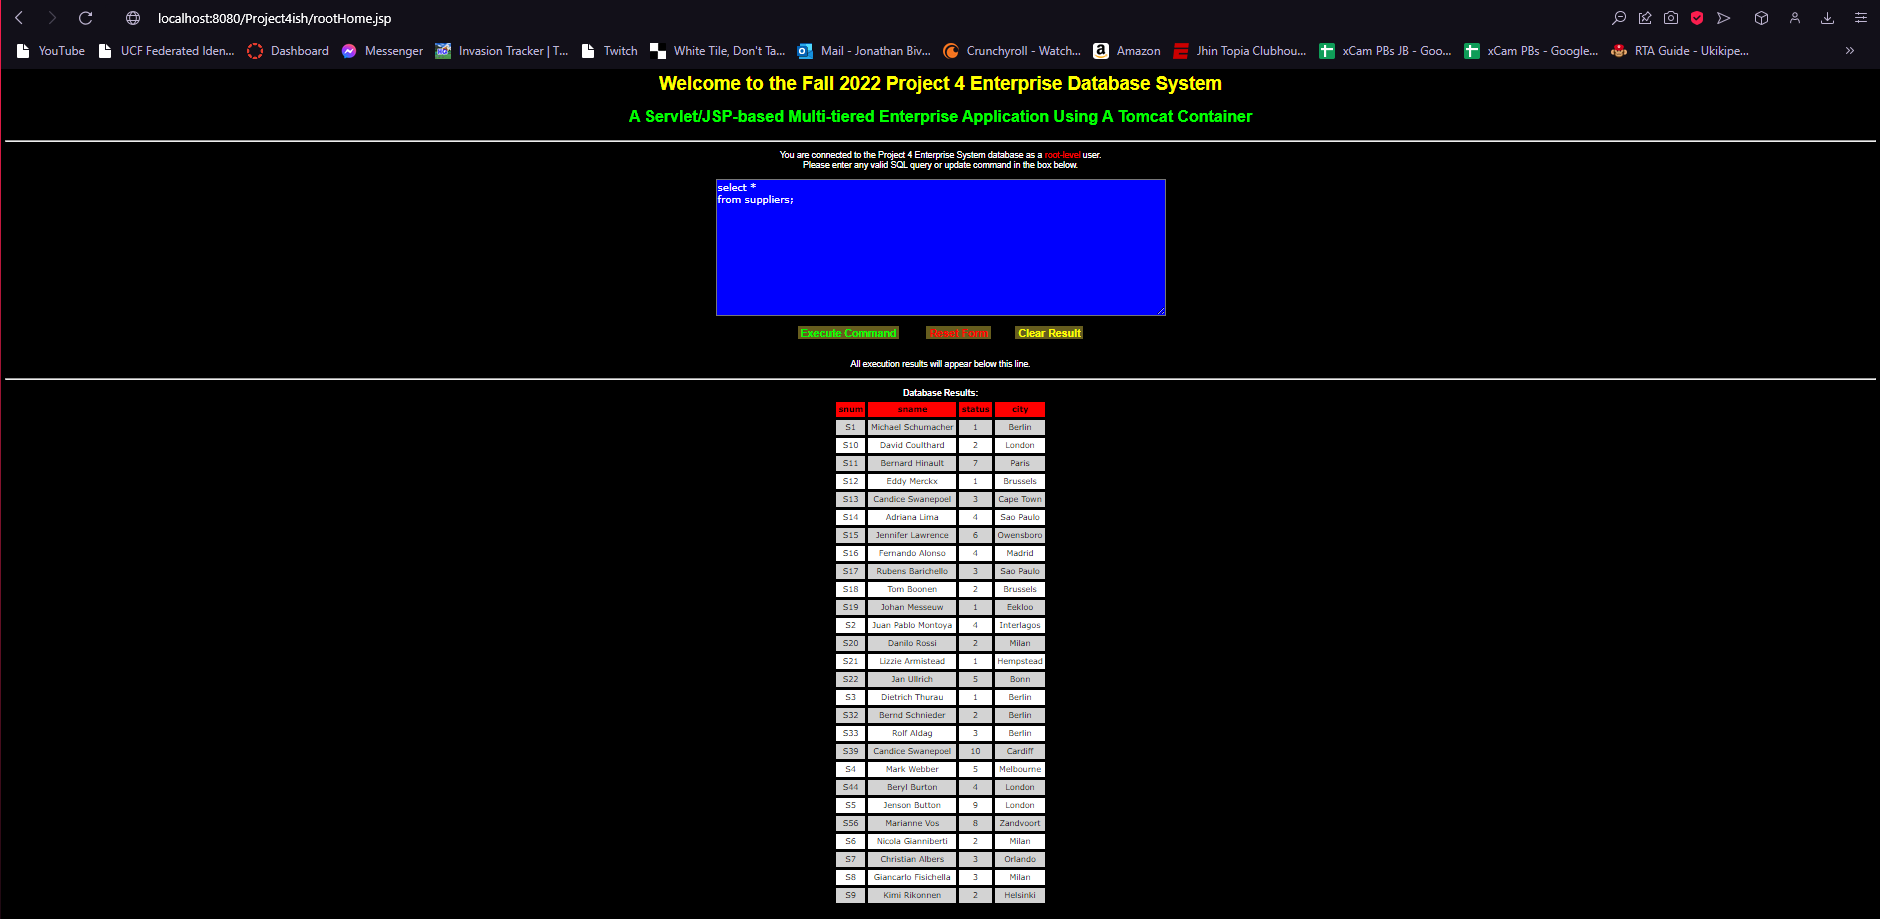 localhost:8080/Project4ish/rootHome.jsp
YouTube UCF Federated Iden... Dashboard Messenger Invasion Tracker | T... Twitch White Tile, Don't Ta... Mail - Jonathan Biv... Crunchyroll - Watch... Amazon Jhin Topia Clubhou... xCam PBs JB - Goo... xCam PBs - Google... RTA Guide - Ukikipe... »
Welcome to the Fall 2022 Project 4 Enterprise Database System
A Servlet/JSP-based Multi-tiered Enterprise Application Using A Tomcat Container
You are connected to the Project 4 Enterprise System database as a root-level user.
Please enter any valid SQL query or update command in the box below.
select *
from suppliers;
Execute Command Reset Form Clear Result
All execution results will appear below this line.
Database Results:
snum sname status city
S1 Michael Schumacher 1 Berlin
S10 David Coulthard 2 London
S11 Bernard Hinault 7 Paris
S12 Eddy Merckx 1 Brussels
S13 Candice Swanepoel 3 Cape Town
S14 Adriana Lima 4 Sao Paulo
S15 Jennifer Lawrence 6 Owensboro
S16 Fernando Alonso 4 Madrid
S17 Rubens Barichello 3 Sao Paulo
S18 Tom Boonen 2 Brussels
S19 Johan Messeuw 1 Eekloo
S2 Juan Pablo Montoya 4 Interlagos
S20 Danilo Rossi 2 Milan
S21 Lizzie Armistead 1 Hempstead
S22 Jan Ullrich 5 Bonn
S3 Dietrich Thurau 1 Berlin
S32 Bernd Schnieder 2 Berlin
S33 Rolf Aldag 3 Berlin
S39 Candice Swanepoel 10 Cardiff
S4 Mark Webber 5 Melbourne
S44 Beryl Burton 4 London
S5 Jenson Button 9 London
S56 Marianne Vos 8 Zandvoort
S6 Nicola Gianniberti 2 Milan
S7 Christian Albers 3 Orlando
S8 Giancarlo Fisichella 3 Milan
S9 Kimi Rikonnen 2 Helsinki